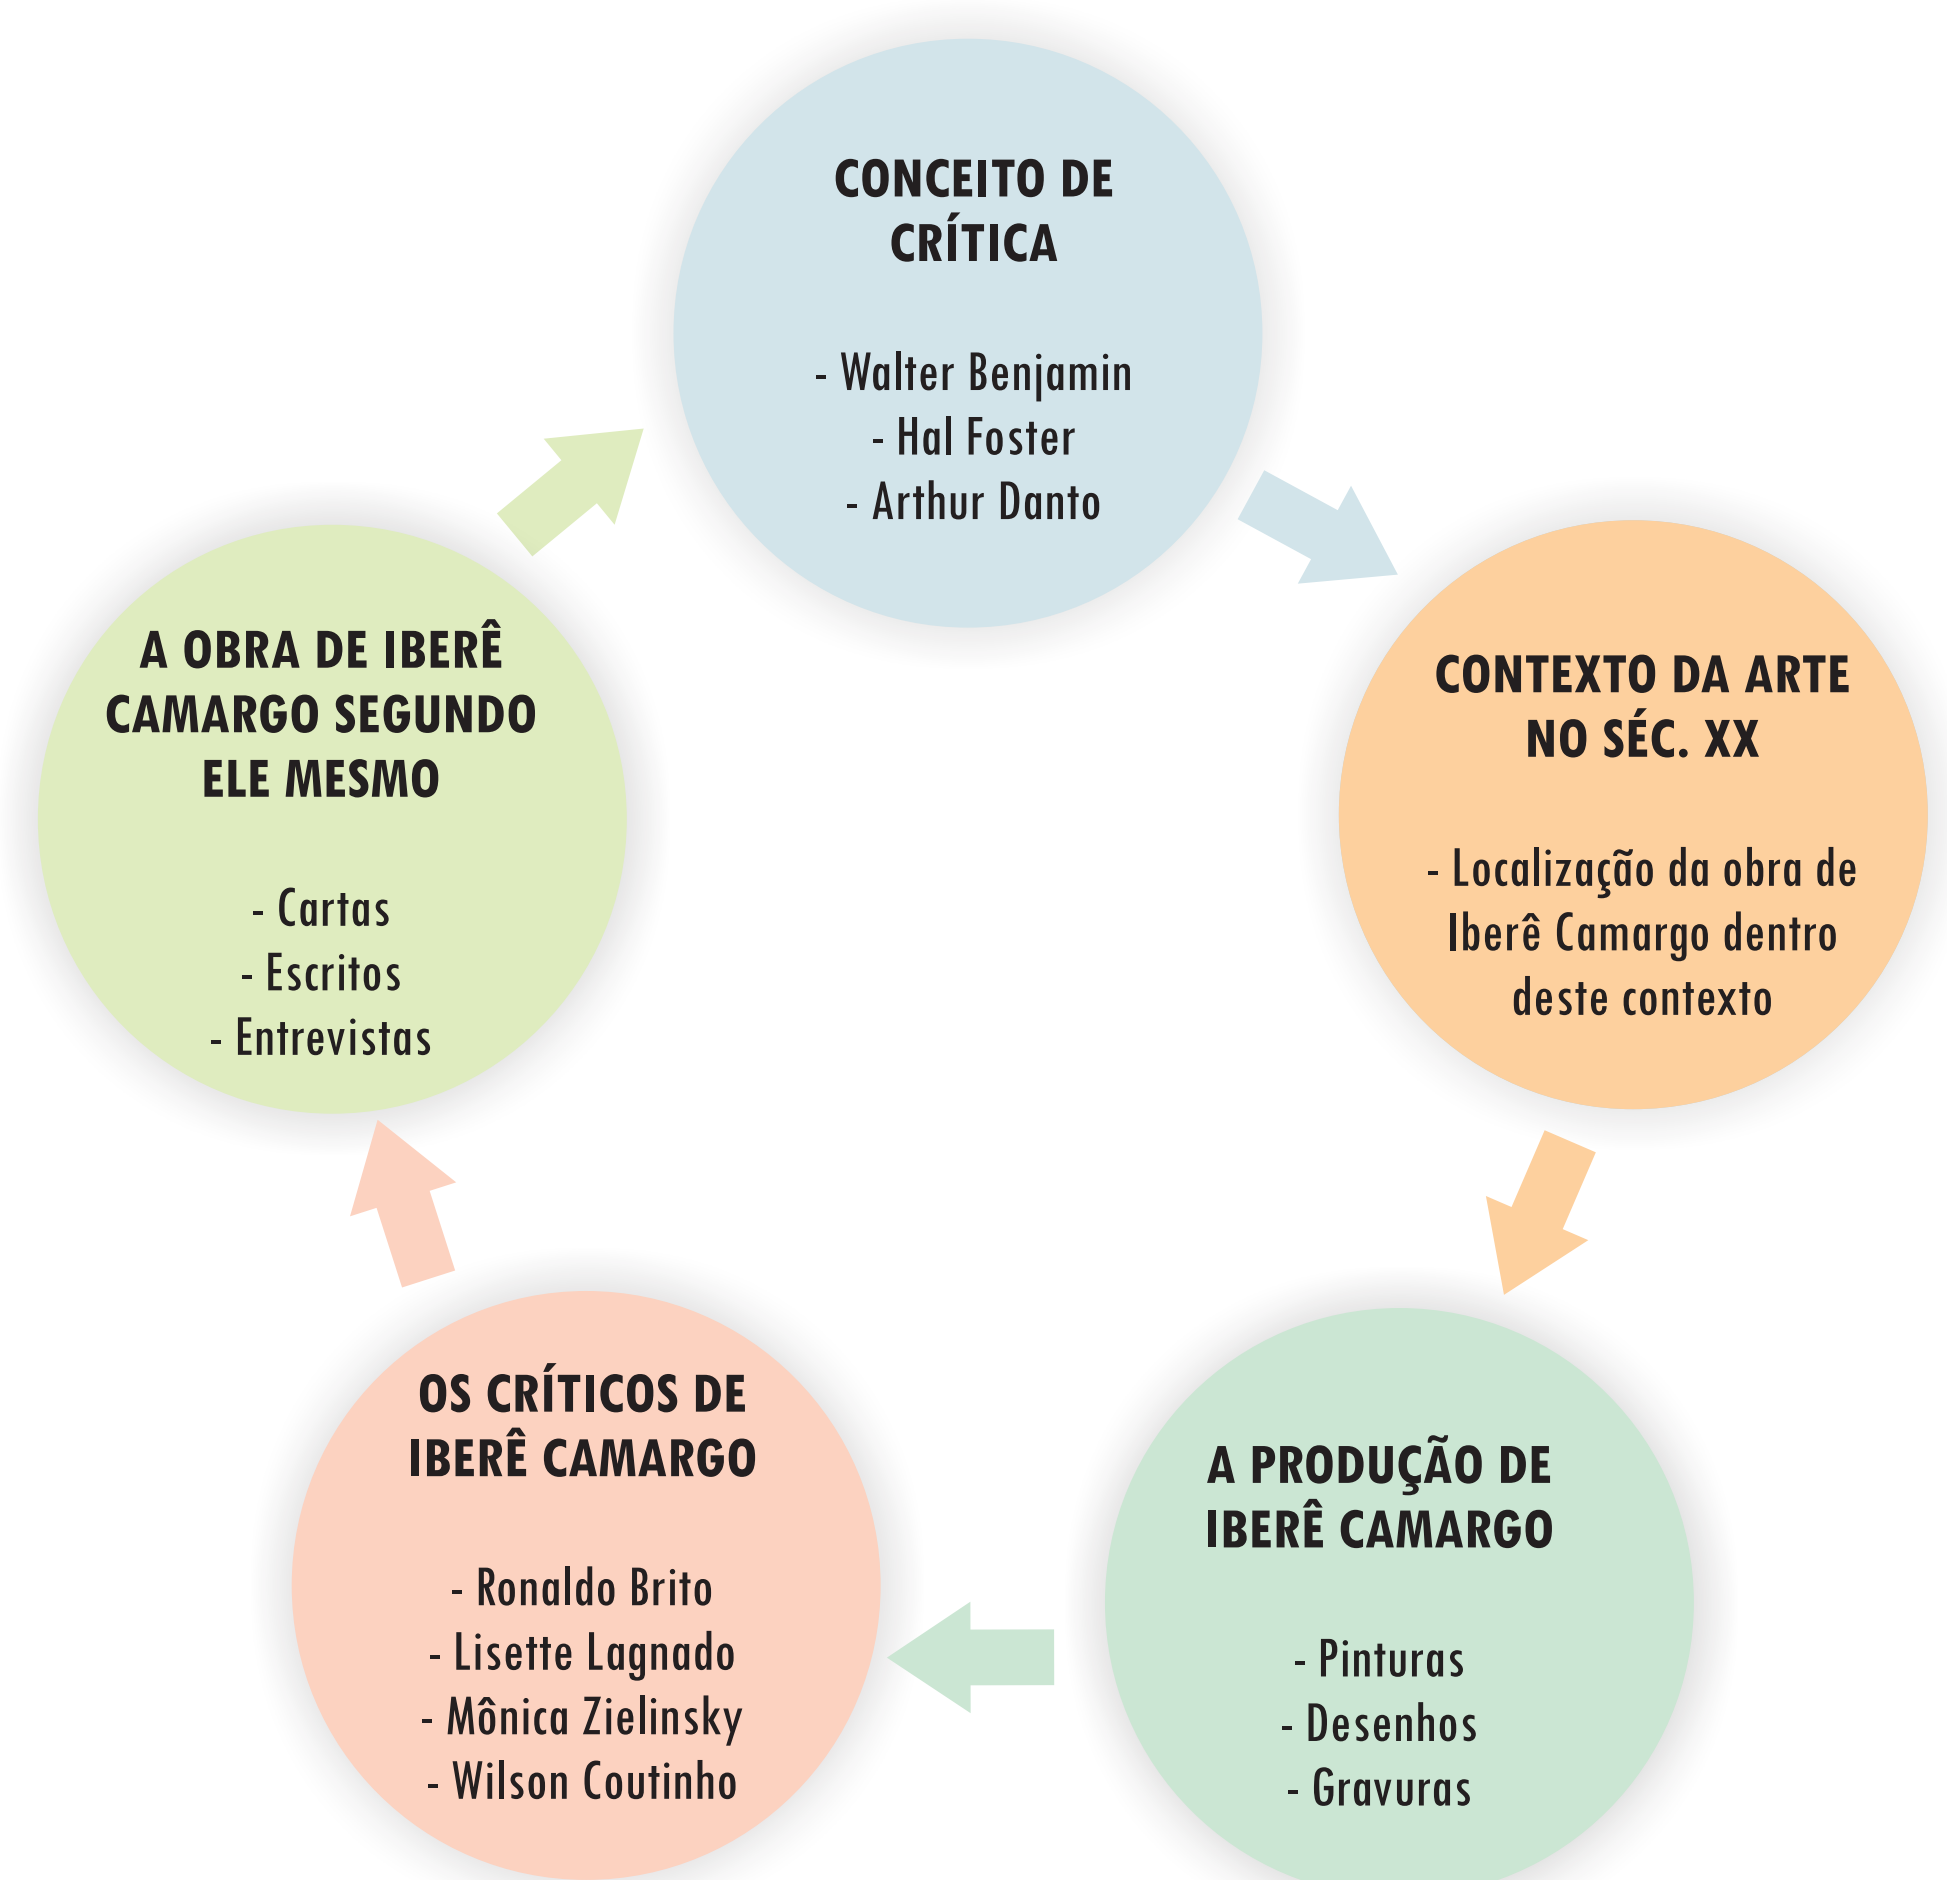 CONCEITO DE
CRÍTICA
- Walter Benjamin
- Hal Foster
- Arthur Danto
CONTEXTO DA ARTE
NO SÉC. XX
- Localização da obra de
Iberê Camargo dentro
deste contexto
A PRODUÇÃO DE
IBERÊ CAMARGO
- Pinturas
- Desenhos
- Gravuras
OS CRÍTICOS DE
IBERÊ CAMARGO
- Ronaldo Brito
- Lisette Lagnado
- Mônica Zielinsky
- Wilson Coutinho
A OBRA DE IBERÊ
CAMARGO SEGUNDO
ELE MESMO
- Cartas
- Escritos
- Entrevistas